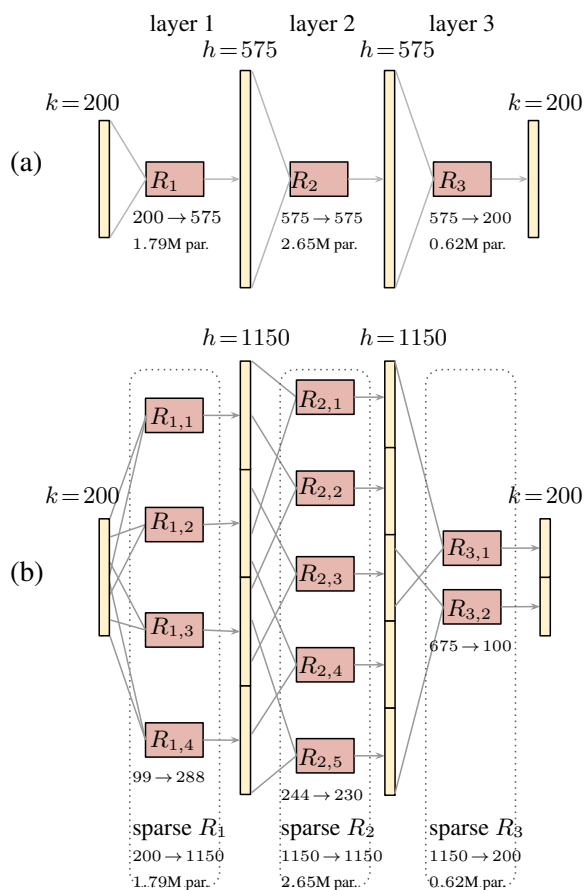 layer 1 layer 2 layer 3
h = 575 h = 575
k = 200 k = 200
(a)
R₁ R₂ R₃
200 → 575 575 → 575 575 → 200
1.79M par. 2.65M par. 0.62M par.
h = 1150 h = 1150
R₂,₁
R₁,₁
k = 200 R₂,₂ k = 200
R₁,₂
R₃,₁
(b) R₂,₃
R₃,₂
R₁,₃
675 → 100
R₂,₄
R₁,₄
R₂,₅
99 → 288
244 → 230
sparse R₁ sparse R₂ sparse R₃
200 → 1150 1150 → 1150 1150 → 200
1.79M par. 2.65M par. 0.62M par.